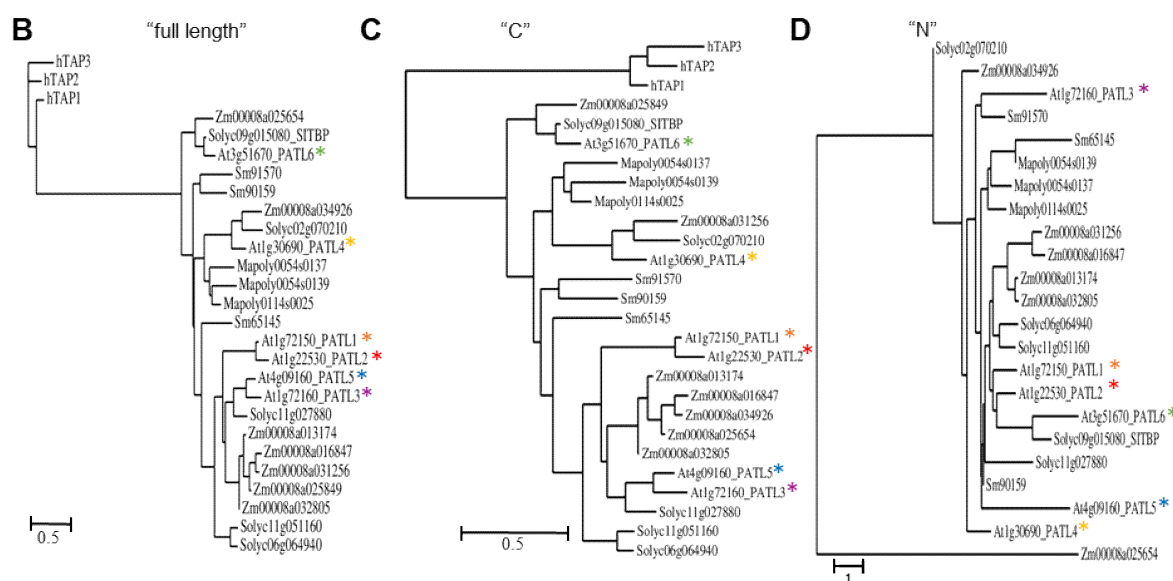 B
"full length"
hTAP3
hTAP2
hTAP1
Zm00008a025654
Solyc09g015080_SITBP
At3g51670_PATL6*
Sm91570
Sm90159
Zm00008a034926
Solyc02g070210
At1g30690_PATL4*
Mapoly0054s0137
Mapoly0054s0139
Mapoly0114s0025
Sm65145
At1g72150_PATL1*
At1g22530_PATL2*
At4g09160_PATL5*
At1g72160_PATL3*
Solyc11g027880
Zm00008a013174
Zm00008a016847
Zm00008a031256
Zm00008a025849
Zm00008a032805
Solyc11g051160
Solyc06g064940
0.5
C
"C"
hTAP3
hTAP2
hTAP1
Zm00008a025849
Solyc09g015080_SITBP
At3g51670_PATL6*
Mapoly0054s0137
Mapoly0054s0139
Mapoly0114s0025
Zm00008a031256
Solyc02g070210
At1g30690_PATL4*
Sm91570
Sm90159
Sm65145
At1g72150_PATL1*
At1g22530_PATL2*
Zm00008a013174
Zm00008a016847
Zm00008a034926
Zm00008a025654
Zm00008a032805
At4g09160_PATL5*
At1g72160_PATL3*
Solyc11g027880
Solyc11g051160
Solyc06g064940
0.5
D
"N"
Solyc02g070210
Zm00008a034926
At1g72160_PATL3*
Sm91570
Sm65145
Mapoly0054s0139
Mapoly0054s0137
Mapoly0114s0025
Zm00008a031256
Zm00008a016847
Zm00008a013174
Zm00008a032805
Solyc06g064940
Solyc11g051160
At1g72150_PATL1*
At1g22530_PATL2*
At3g51670_PATL6*
Solyc09g015080_SITBP
Solyc11g027880
Sm90159
At4g09160_PATL5*
At1g30690_PATL4*
Zm00008a025654
1